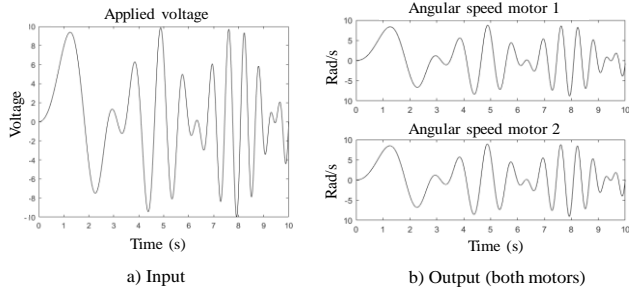 Applied voltage
Voltage
10
8
6
4
2
0
-2
-4
-6
-8
-10
0 1 2 3 4 5 6 7 8 9 10
Time (s)
a) Input
Angular speed motor 1
Rad/s
10
5
0
-5
10
0 1 2 3 4 5 6 7 8 9 10
Angular speed motor 2
Rad/s
10
5
0
-5
10
0 1 2 3 4 5 6 7 8 9 10
Time (s)
b) Output (both motors)